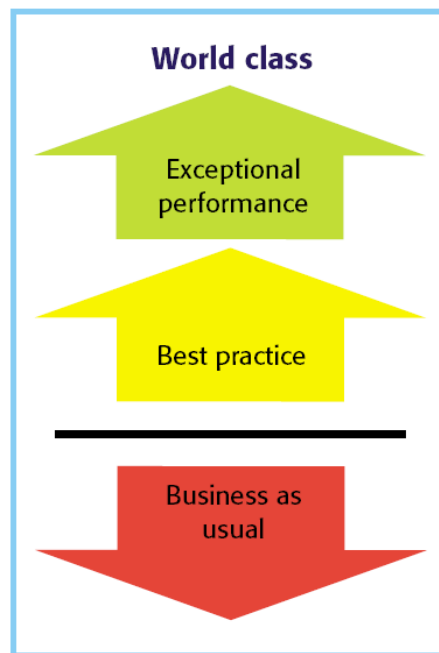 World class
Exceptional
performance
Best practice
Business as
usual